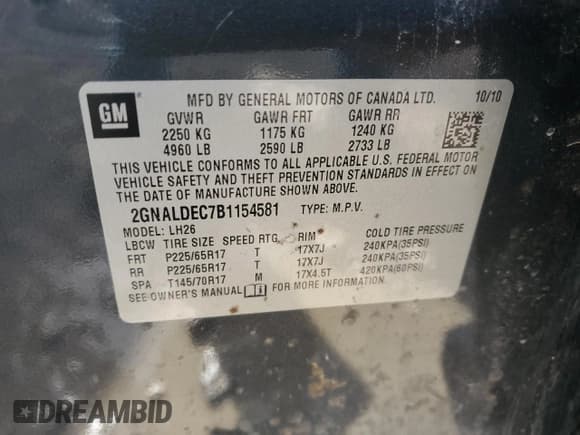 GM
MFD BY GENERAL MOTORS OF CANADA LTD. 10/10
GVWR GAWR FRT GAWR RR
2250 KG 1175 KG 1240 KG
4960 LB 2590 LB 2733 LB
THIS VEHICLE CONFORMS TO ALL APPLICABLE U.S. FEDERAL MOTOR
VEHICLE SAFETY AND THEFT PREVENTION STANDARDS IN EFFECT ON
THE DATE OF MANUFACTURE SHOWN ABOVE.
2GNALDEC7B1154581 TYPE: M.P.V.
MODEL: LH26
LBCW TIRE SIZE SPEED RTG RIM COLD TIRE PRESSURE
FRT P225/65R17 T 17X7J 240KPA(35PSI)
RR P225/65R17 T 17X7J 240KPA(35PSI)
SPA T145/70R17 M 17X4.5T 420KPA(60PSI)
SEE OWNER'S MANUAL FOR MORE INFORMATION.
DREAMBID